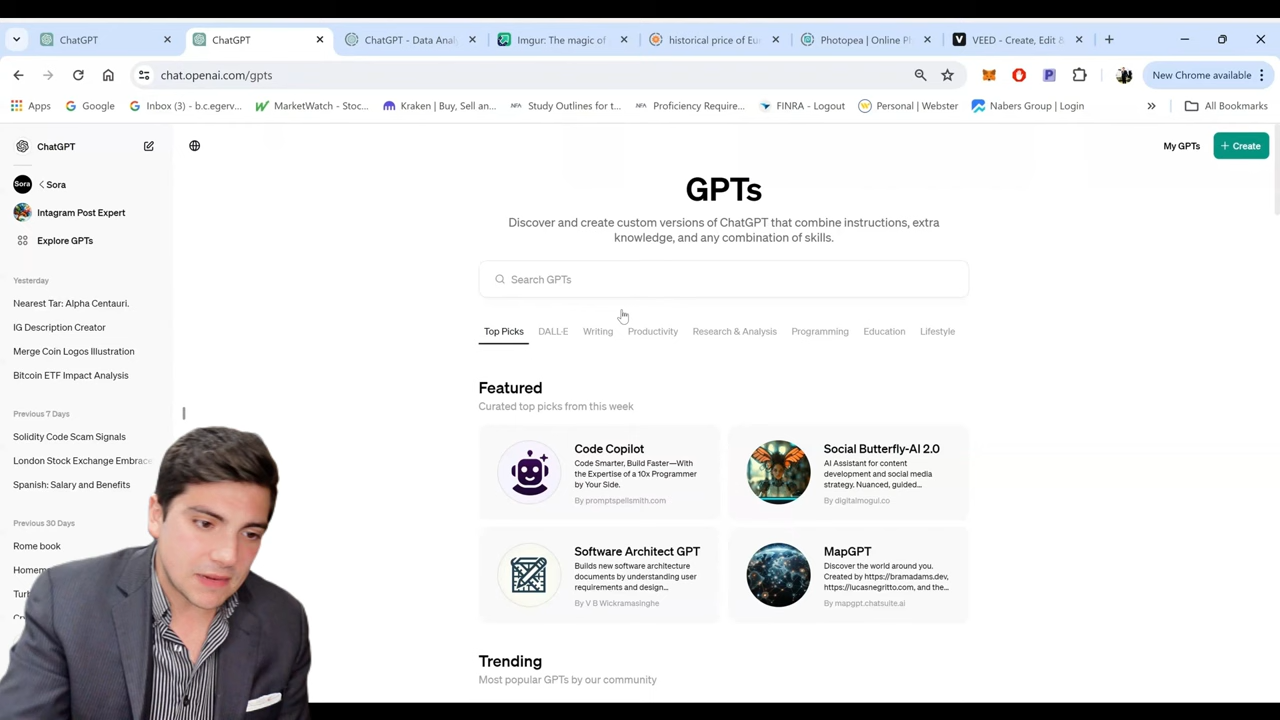 ChatGPT
ChatGPT
ChatGPT - Data Anal
Imgur: The magic of
historical price of Eu
Photopea | Online Ph
VEED - Create, Edit &
chat.openai.com/gpts
New Chrome available
Apps
Google
Inbox (3) - b.c.egerv...
MarketWatch - Stoc...
Kraken | Buy, Sell an...
NFA
Study Outlines for t...
NFA
Proficiency Require...
FINRA - Logout
Personal | Webster
Nabers Group | Login
All Bookmarks
ChatGPT
My GPTs
Create
Sora
Sora
Intagram Post Expert
Explore GPTs
Yesterday
Nearest Tar: Alpha Centauri.
IG Description Creator
Merge Coin Logos Illustration
Bitcoin ETF Impact Analysis
Previous 7 Days
Solidity Code Scam Signals
London Stock Exchange Embrace
Spanish: Salary and Benefits
Previous 30 Days
Rome book
GPTs
Discover and create custom versions of ChatGPT that combine instructions, extra
knowledge, and any combination of skills.
Search GPTs
Top Picks
DALL·E
Writing
Productivity
Research & Analysis
Programming
Education
Lifestyle
Featured
Curated top picks from this week
Code Copilot
Code Smarter, Build Faster—With
the Expertise of a 10x Programmer
by Your Side.
By promptspellsmith.com
Social Butterfly-AI 2.0
AI Assistant for content
development and social media
strategy. Nuanced, guided...
By digitalmogul.co
Software Architect GPT
Builds new software architecture
documents by understanding user
requirements and design...
By V B Wickramasinghe
MapGPT
Discover the world around you.
Created by https://bramadams.dev,
https://lucasnegritto.com, and the...
By mapgpt.chatsuite.ai
Trending
Most popular GPTs by our community